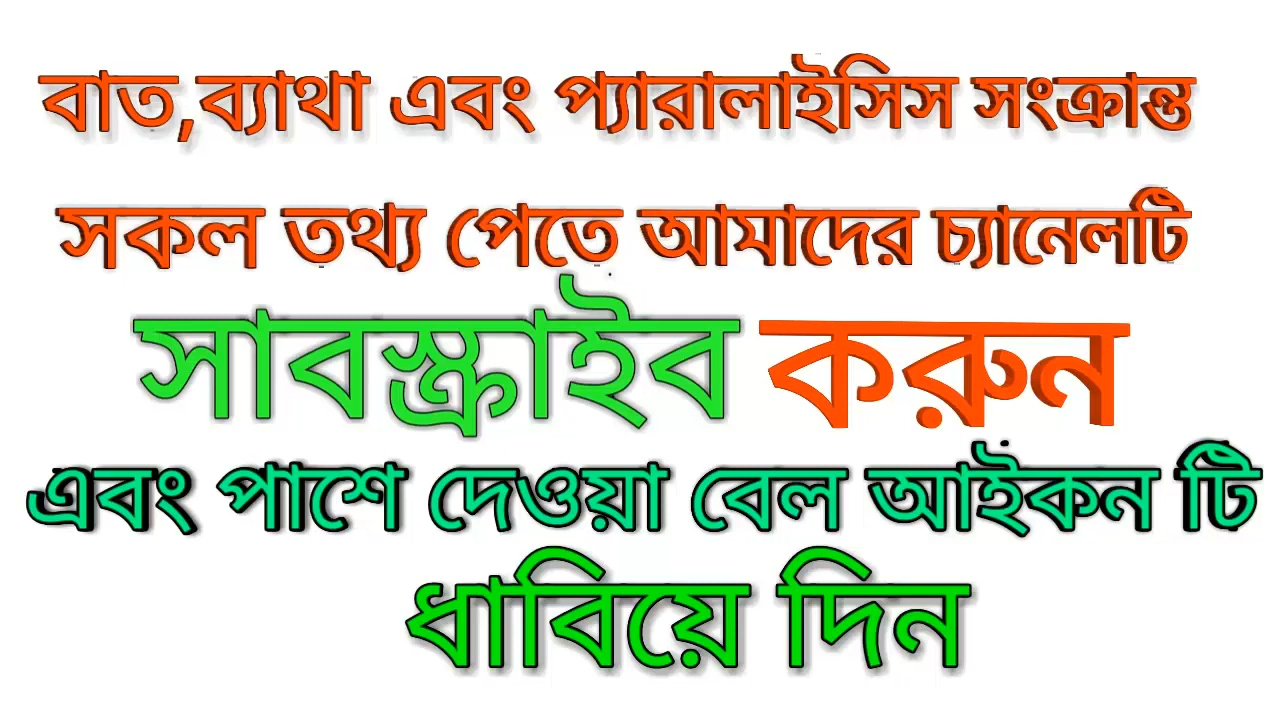 বাত,ব্যাথা এবং প্যারালাইসিস সংক্রান্ত
সকল তথ্য পেতে আমাদের চ্যানেলটি
সাবস্ক্রাইব করুন
এবং পাশে দেওয়া বেল আইকন টি
ধাবিয়ে দিন